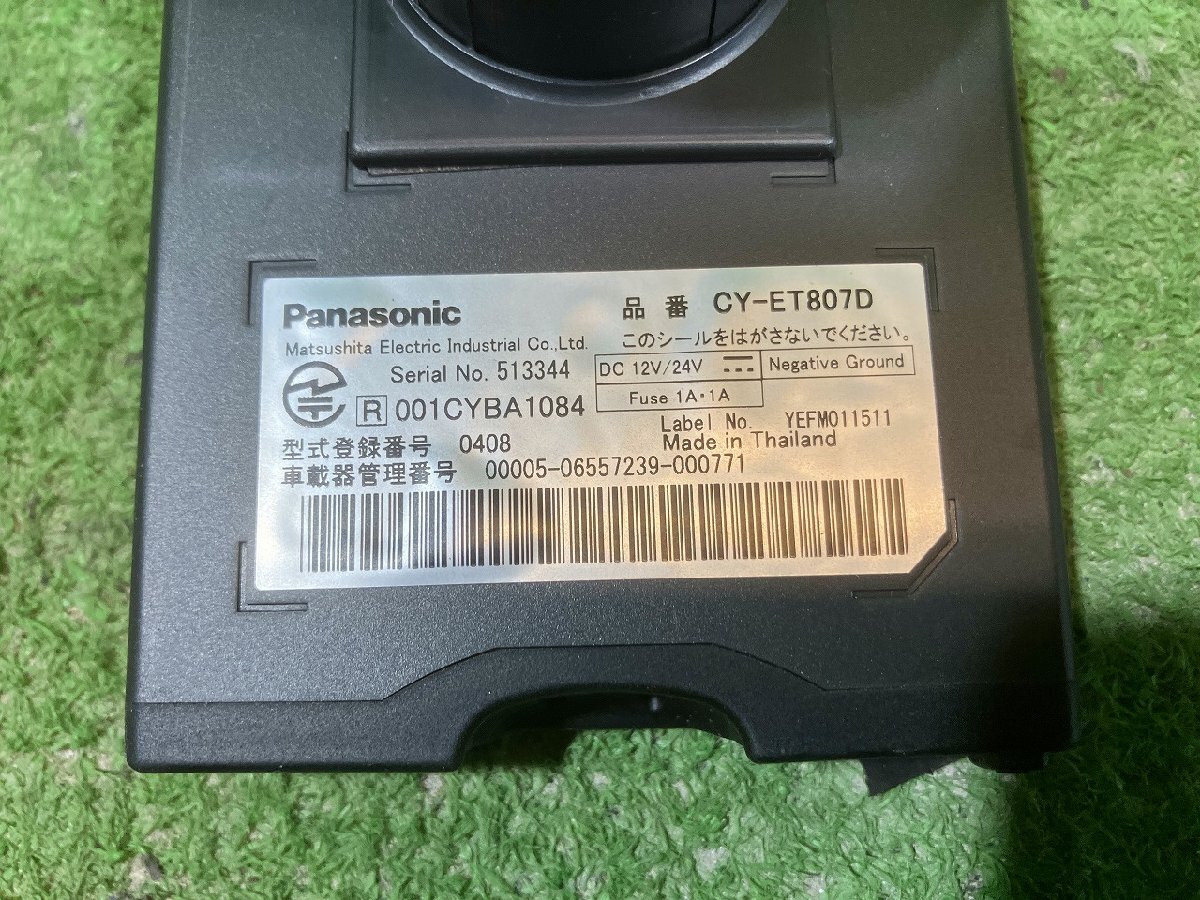 Panasonic 品番 CY-ET807D
Matsushita Electric Industrial Co.,Ltd. このシールをはがさないでください。
Serial No. 513344 DC 12V/24V Negative Ground
R 001CYBA1084 Fuse 1A・1A
Label No. YEFM011511
型式登録番号 0408 Made in Thailand
車載器管理番号 00005-06557239-000771